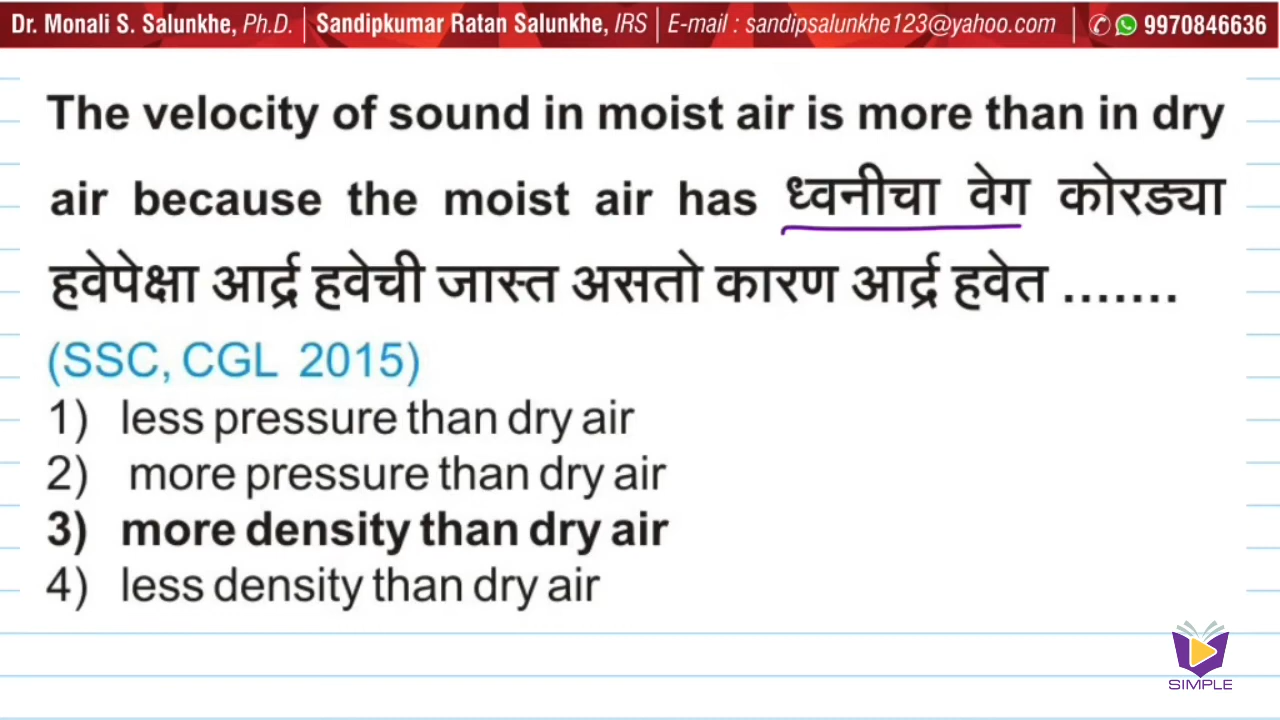 Dr. Monali S. Salunkhe, Ph.D. | Sandipkumar Ratan Salunkhe, IRS | E-mail : sandipsalunkhe123@yahoo.com | 9970846636
The velocity of sound in moist air is more than in dry
air because the moist air has ध्वनीचा वेग कोरड्या
हवेपेक्षा आर्द्र हवेची जास्त असतो कारण आर्द्र हवेत .......
(SSC, CGL 2015)
1) less pressure than dry air
2) more pressure than dry air
3) more density than dry air
4) less density than dry air
SIMPLE